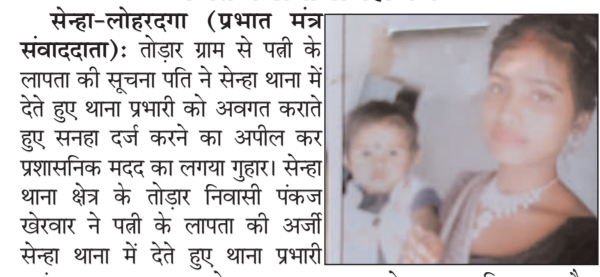 सेन्हा-लोहरदगा (प्रभात मंत्र
संवाददाता): तोड़ार ग्राम से पत्नी के
लापता की सूचना पति ने सेन्हा थाना में
देते हुए थाना प्रभारी को अवगत कराते
हुए सनहा दर्ज करने का अपील कर
प्रशासनिक मदद का लगया गुहार। सेन्हा
थाना क्षेत्र के तोड़ार निवासी पंकज
खेरवार ने पत्नी के लापता की अर्जी
सेन्हा थाना में देते हुए थाना प्रभारी